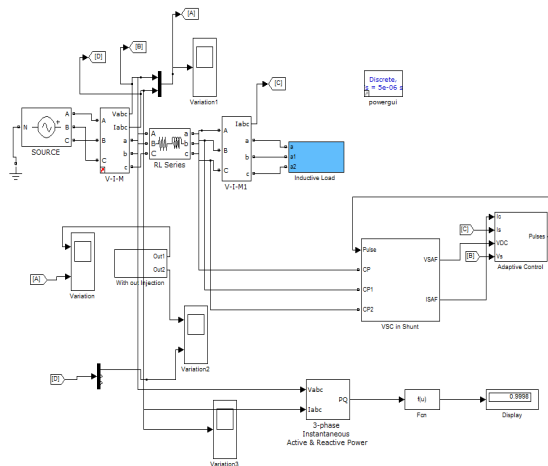 [A]
[D]
[B]
Variation1
[C]
Discrete,
s = 5e-06 s
powergui
N
A
B
C
SOURCE
A
B
C
Vabc
Iabc
a
b
c
V-I-M
A
B
C
a
b
c
RL Series
A
B
C
Iabc
a
b
c
V-I-M1
a
a1
a2
Inductive Load
[A]
Variation
Out1
Out2
With out Injection
Variation2
Pulse
CP
CP1
CP2
VSAF
ISAF
VSC in Shunt
[C]
[B]
Is
VDC
Vs
Pulses
Adaptive Control
[D]
Variation3
Vabc
Iabc
PQ
3-phase
Instantaneous
Active & Reactive Power
f(u)
Fcn
0.9998
Display